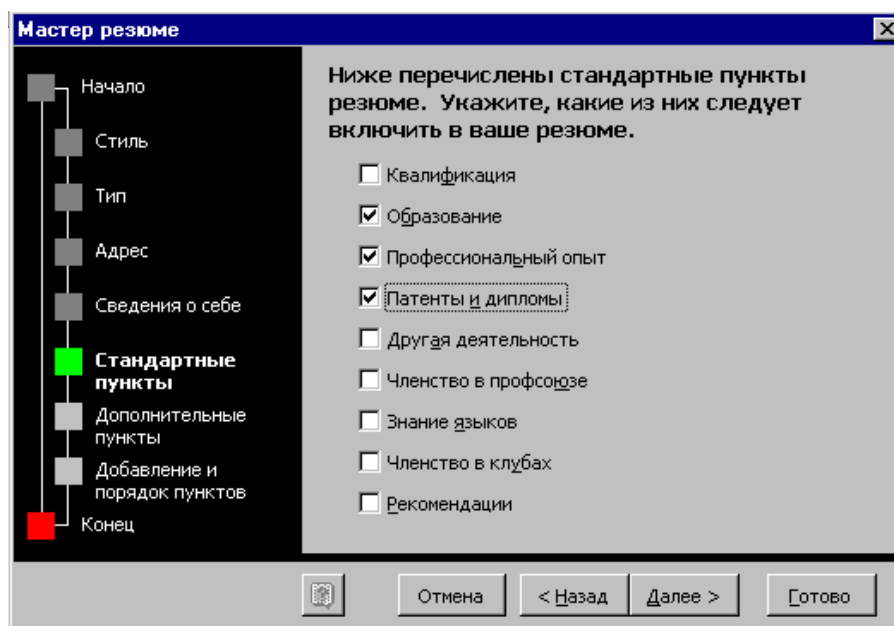 Мастер резюме
Начало
Стиль
Тип
Адрес
Сведения о себе
Стандартные
пункты
Дополнительные
пункты
Добавление и
порядок пунктов
Конец
Ниже перечислены стандартные пункты
резюме. Укажите, какие из них следует
включить в ваше резюме.
Квалификация
Образование
Профессиональный опыт
Патенты и дипломы
Другая деятельность
Членство в профсоюзе
Знание языков
Членство в клубах
Рекомендации
Отмена
< Назад
Далее >
Готово